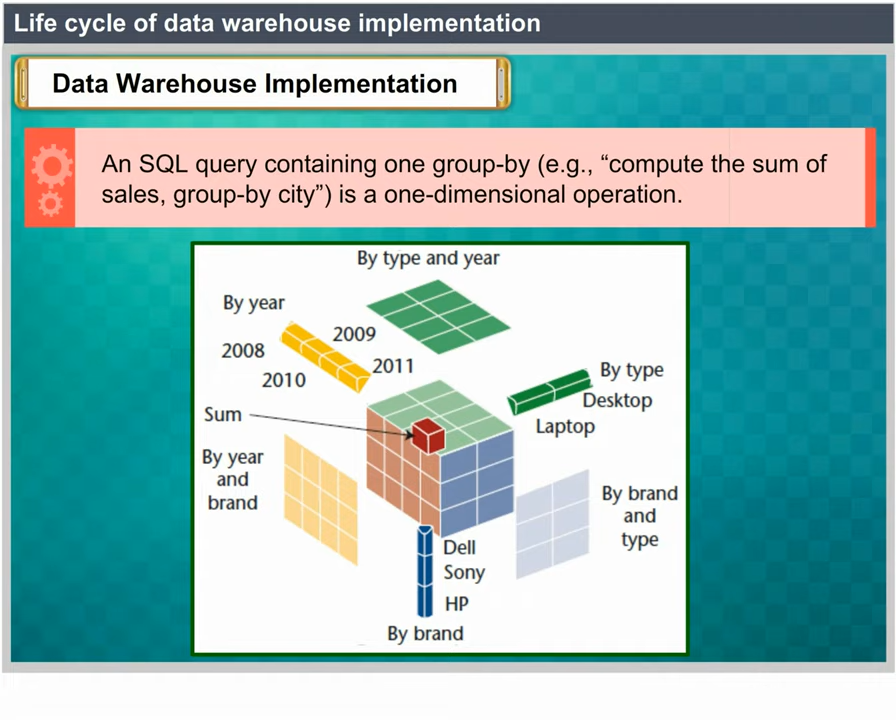 Life cycle of data warehouse implementation
Data Warehouse Implementation
An SQL query containing one group-by (e.g., “compute the sum of
sales, group-by city”) is a one-dimensional operation.
By type and year
By year
2009
2008
2011
2010
By type
Desktop
Laptop
Sum
By year
and
brand
By brand
and
type
Dell
Sony
HP
By brand